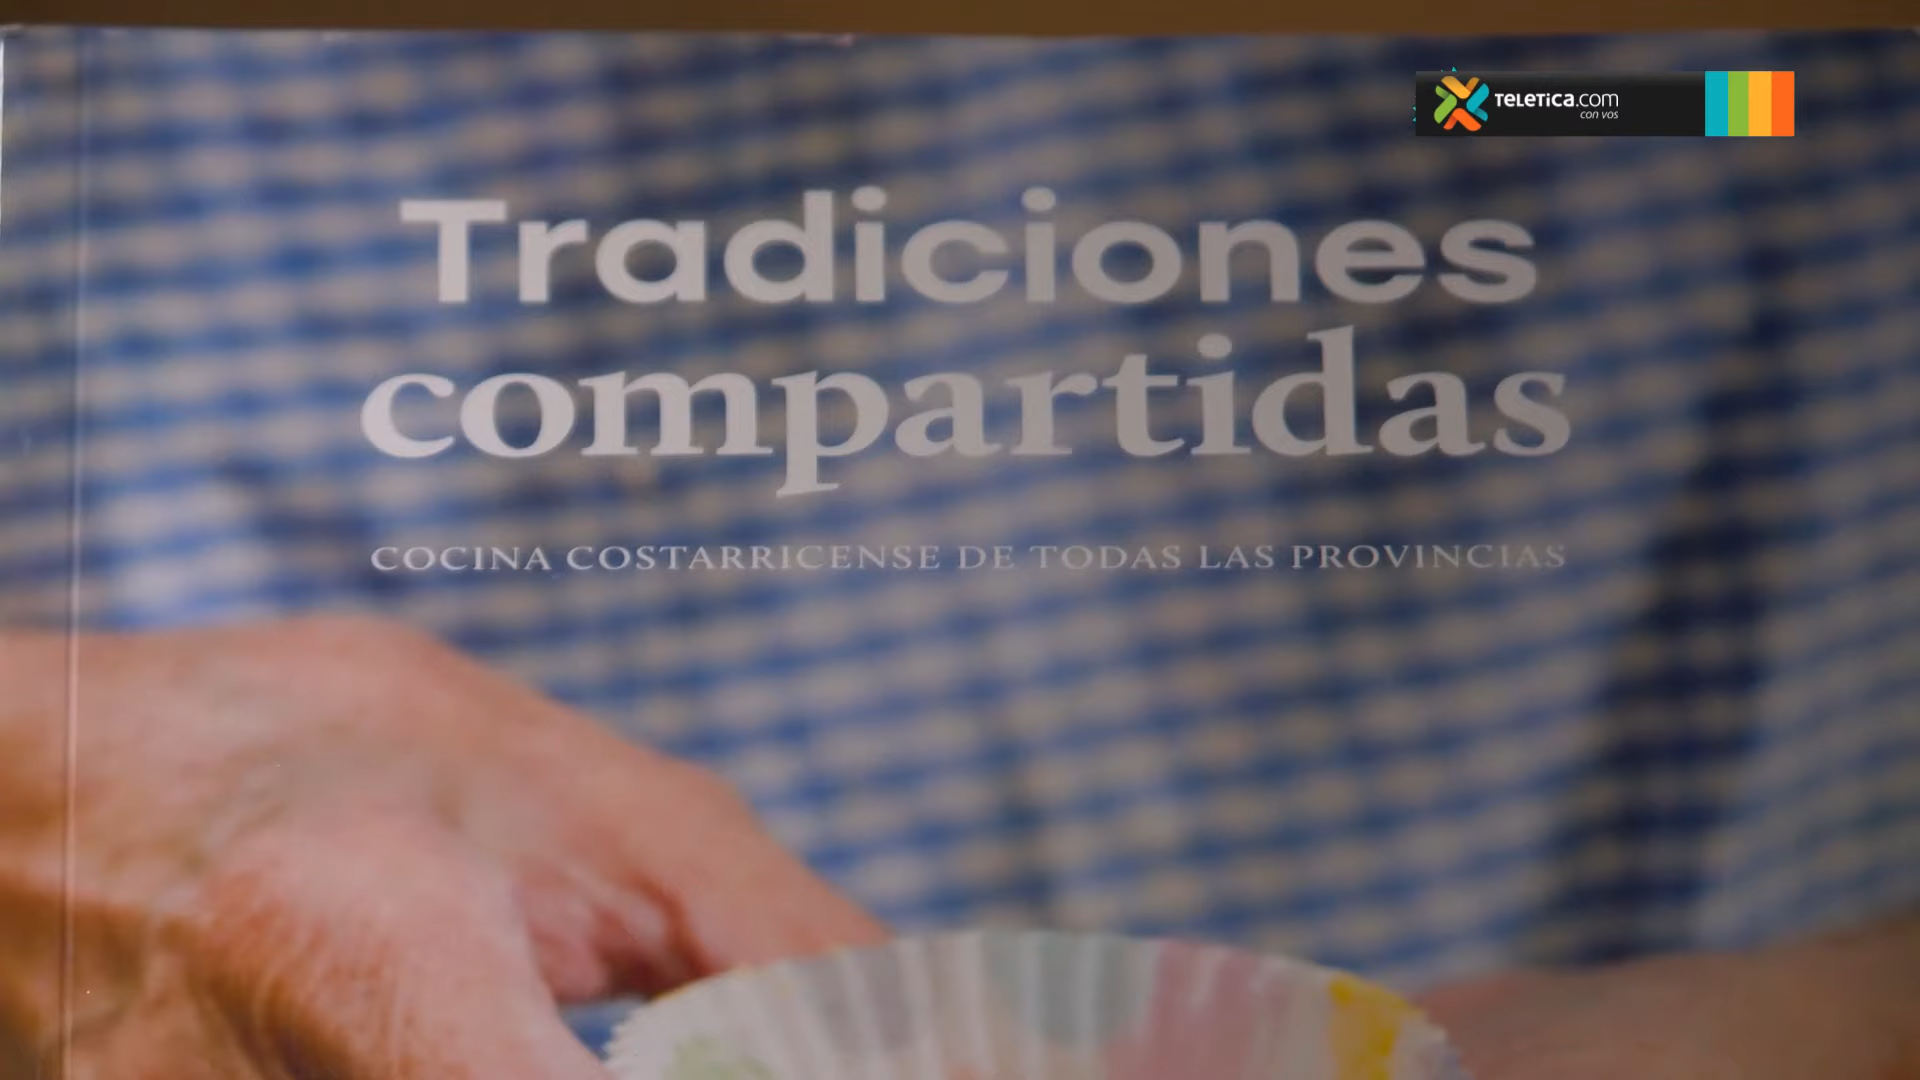 TELETICA.com
con vos
Tradiciones
compartidas
COCINA COSTARRICENSE DE TODAS LAS PROVINCIAS